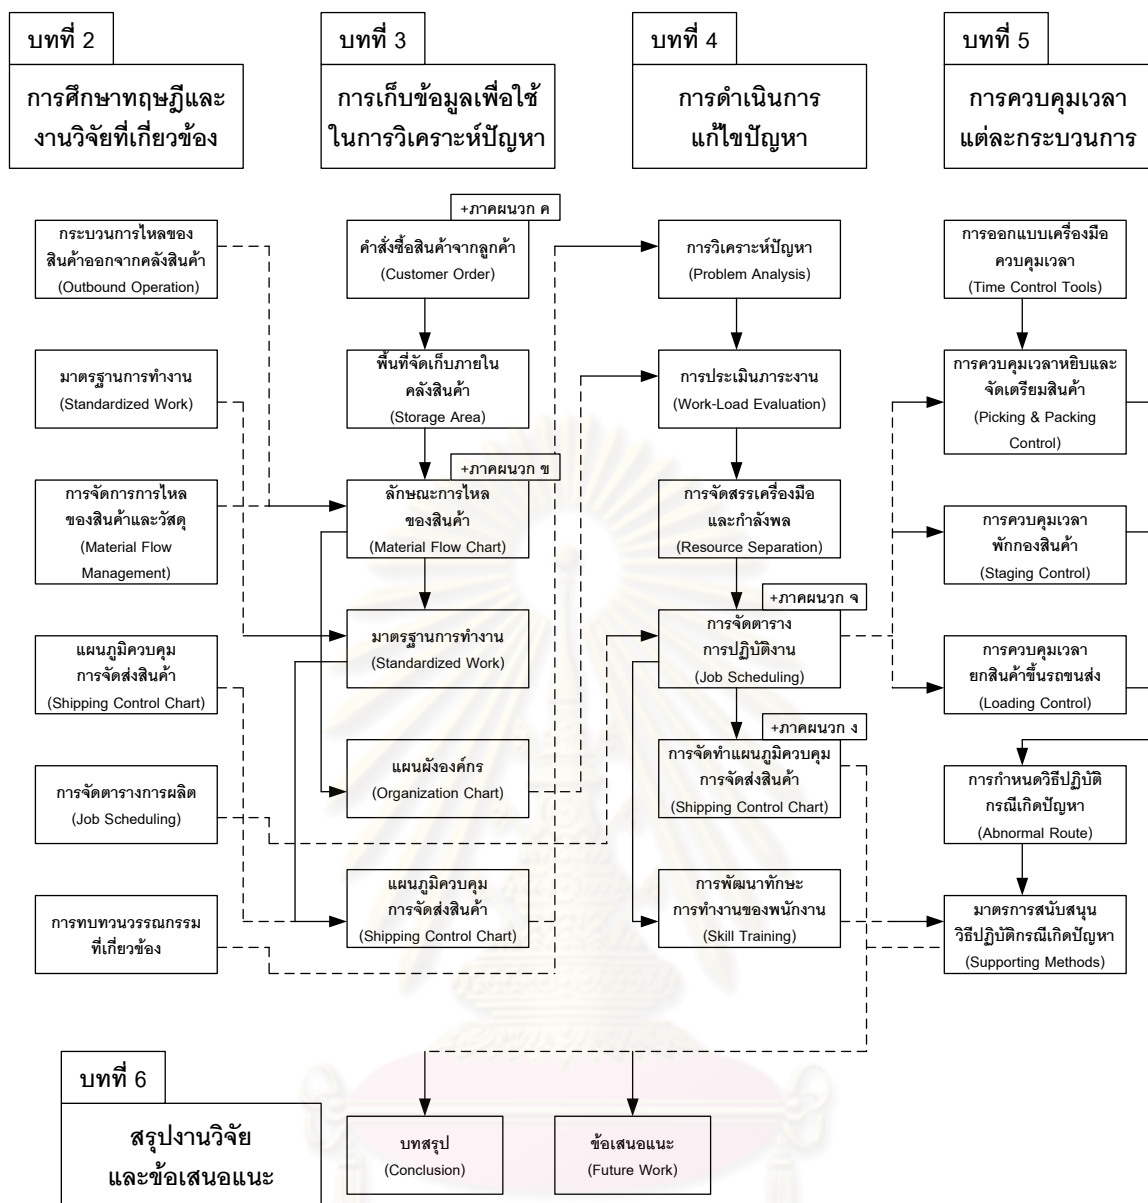 บทที่ 2
การศึกษาทฤษฎีและ
งานวิจัยที่เกี่ยวข้อง
บทที่ 3
การเก็บข้อมูลเพื่อใช้
ในการวิเคราะห์ปัญหา
บทที่ 4
การดำเนินการ
แก้ไขปัญหา
บทที่ 5
การควบคุมเวลา
แต่ละกระบวนการ
กระบวนการไหลของ
สินค้าออกจากคลังสินค้า
(Outbound Operation)
มาตรฐานการทำงาน
(Standardized Work)
การจัดการการไหล
ของสินค้าและวัสดุ
(Material Flow
Management)
แผนภูมิควบคุม
การจัดส่งสินค้า
(Shipping Control Chart)
การจัดตารางการผลิต
(Job Scheduling)
การทบทวนวรรณกรรม
ที่เกี่ยวข้อง
+ภาคผนวก ค
คำสั่งซื้อสินค้าจากลูกค้า
(Customer Order)
พื้นที่จัดเก็บภายใน
คลังสินค้า
(Storage Area)
+ภาคผนวก ข
ลักษณะการไหล
ของสินค้า
(Material Flow Chart)
มาตรฐานการทำงาน
(Standardized Work)
แผนผังองค์กร
(Organization Chart)
แผนภูมิควบคุม
การจัดส่งสินค้า
(Shipping Control Chart)
การวิเคราะห์ปัญหา
(Problem Analysis)
การประเมินภาระงาน
(Work-Load Evaluation)
การจัดสรรเครื่องมือ
และกำลังพล
(Resource Separation)
+ภาคผนวก จ
การจัดตาราง
การปฏิบัติงาน
(Job Scheduling)
+ภาคผนวก ง
การจัดทำแผนภูมิควบคุม
การจัดส่งสินค้า
(Shipping Control Chart)
การพัฒนาทักษะ
การทำงานของพนักงาน
(Skill Training)
การออกแบบเครื่องมือ
ควบคุมเวลา
(Time Control Tools)
การควบคุมเวลาหยิบและ
จัดเตรียมสินค้า
(Picking & Packing
Control)
การควบคุมเวลา
พักกองสินค้า
(Staging Control)
การควบคุมเวลา
ยกสินค้าขึ้นรถขนส่ง
(Loading Control)
การกำหนดวิธีปฏิบัติ
กรณีเกิดปัญหา
(Abnormal Route)
มาตรการสนับสนุน
วิธีปฏิบัติกรณีเกิดปัญหา
(Supporting Methods)
บทที่ 6
สรุปงานวิจัย
และข้อเสนอแนะ
บทสรุป
(Conclusion)
ข้อเสนอแนะ
(Future Work)